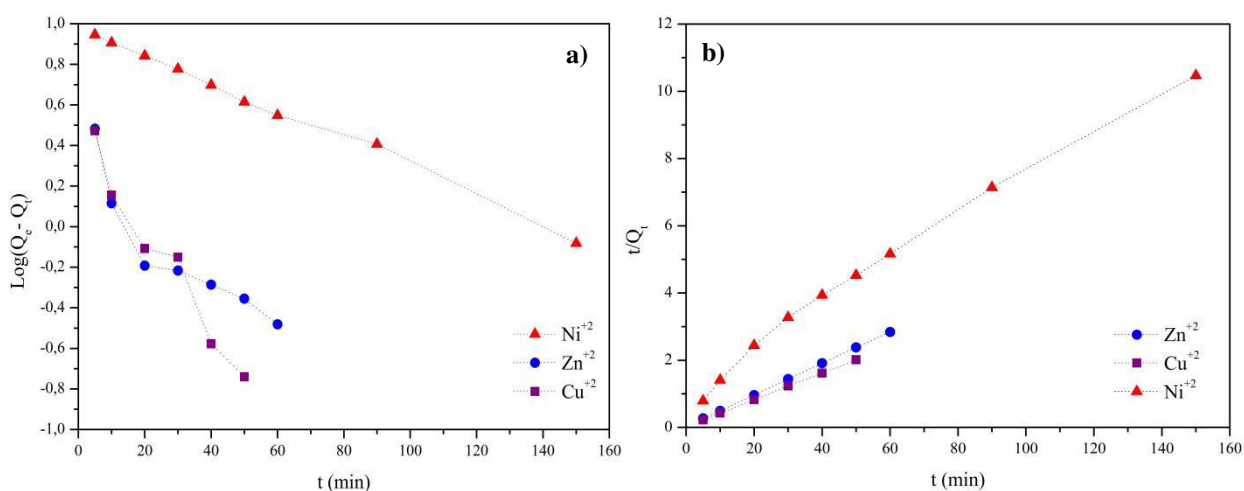 a)
Log(Qe- Qt)
1,0
0,8
0,6
0,4
0,2
0,0
-0,2
-0,4
-0,6
-0,8
-1,0
Ni+2
Zn+2
Cu+2
0 20 40 60 80 100 120 140 160
t (min)
b)
t/Qt
12
10
8
6
4
2
0
Zn+2
Cu+2
Ni+2
0 20 40 60 80 100 120 140 160
t (min)